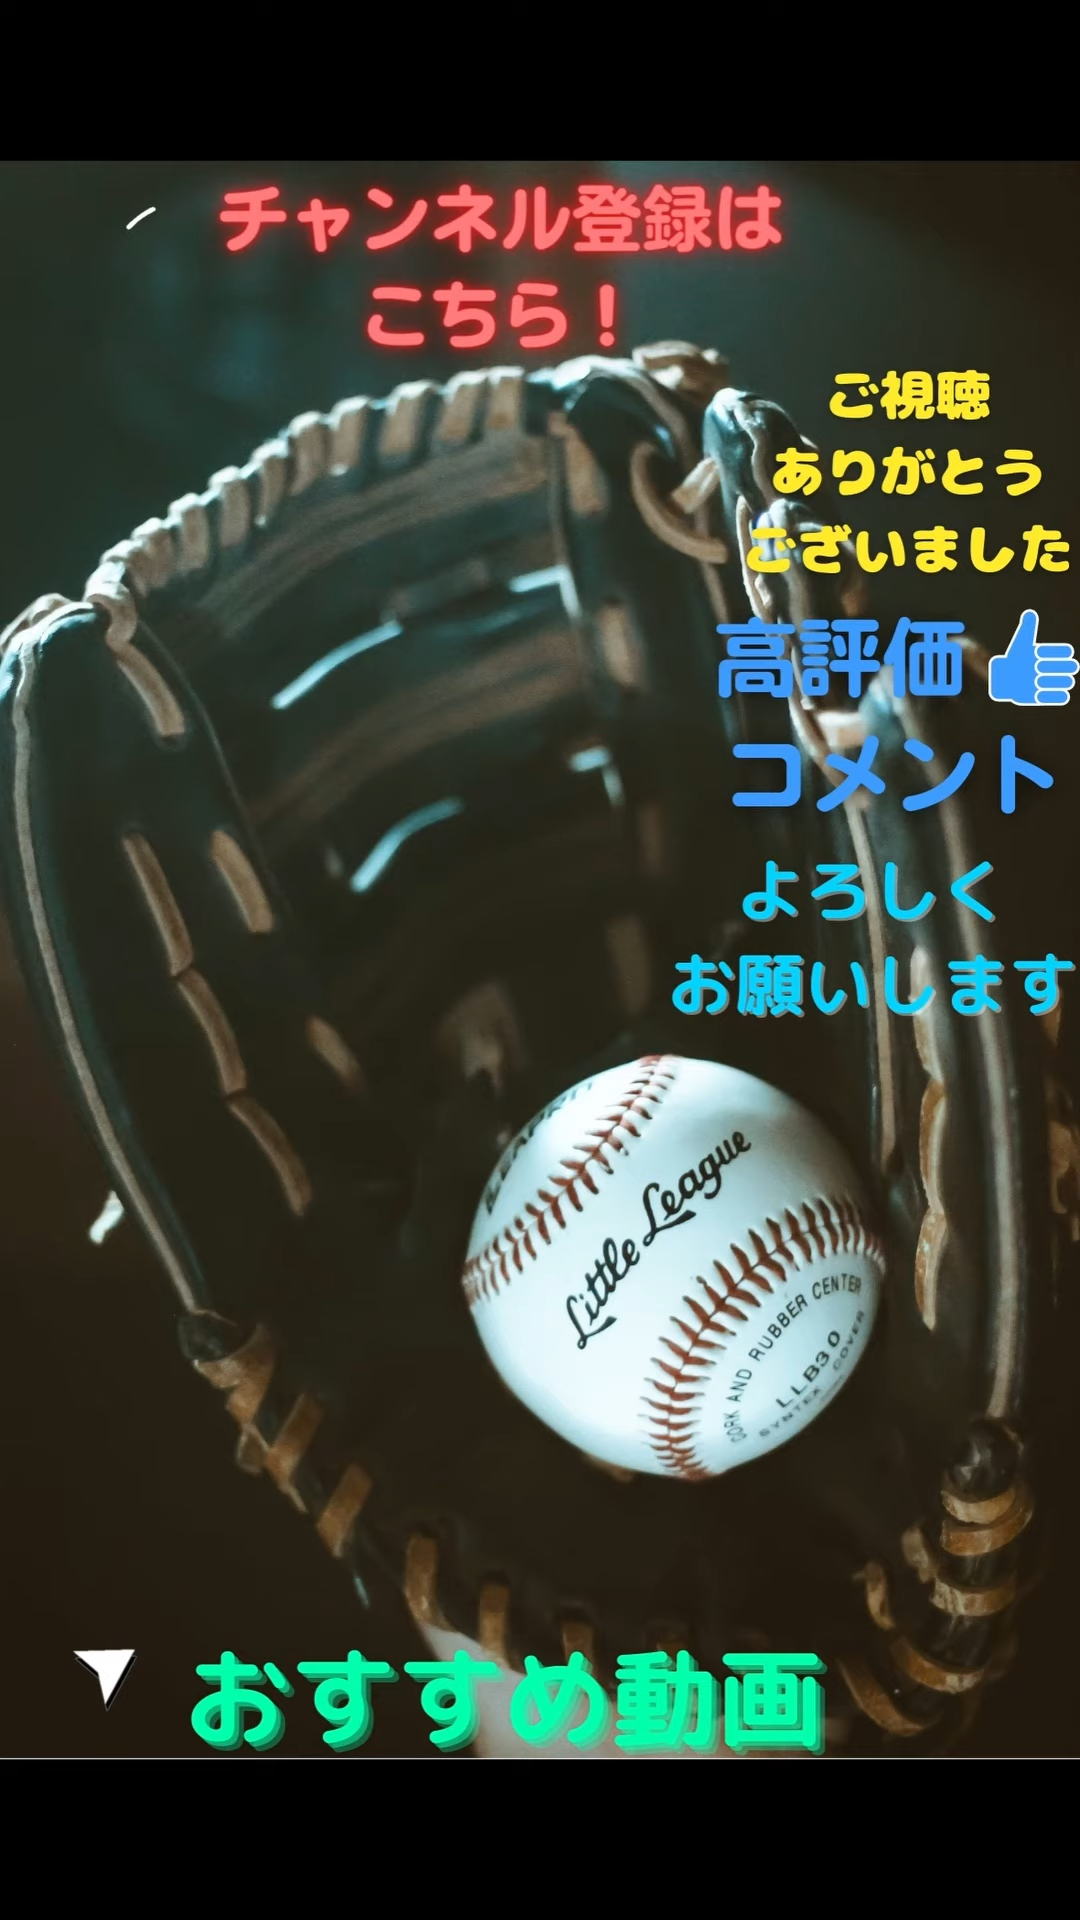 チャンネル登録は
こちら！
ご視聴
ありがとう
ございました
高評価
コメント
よろしく
お願いします
Little League
CORK AND RUBBER CENTER
LLB30
SYNTEX COVER
おすすめ動画